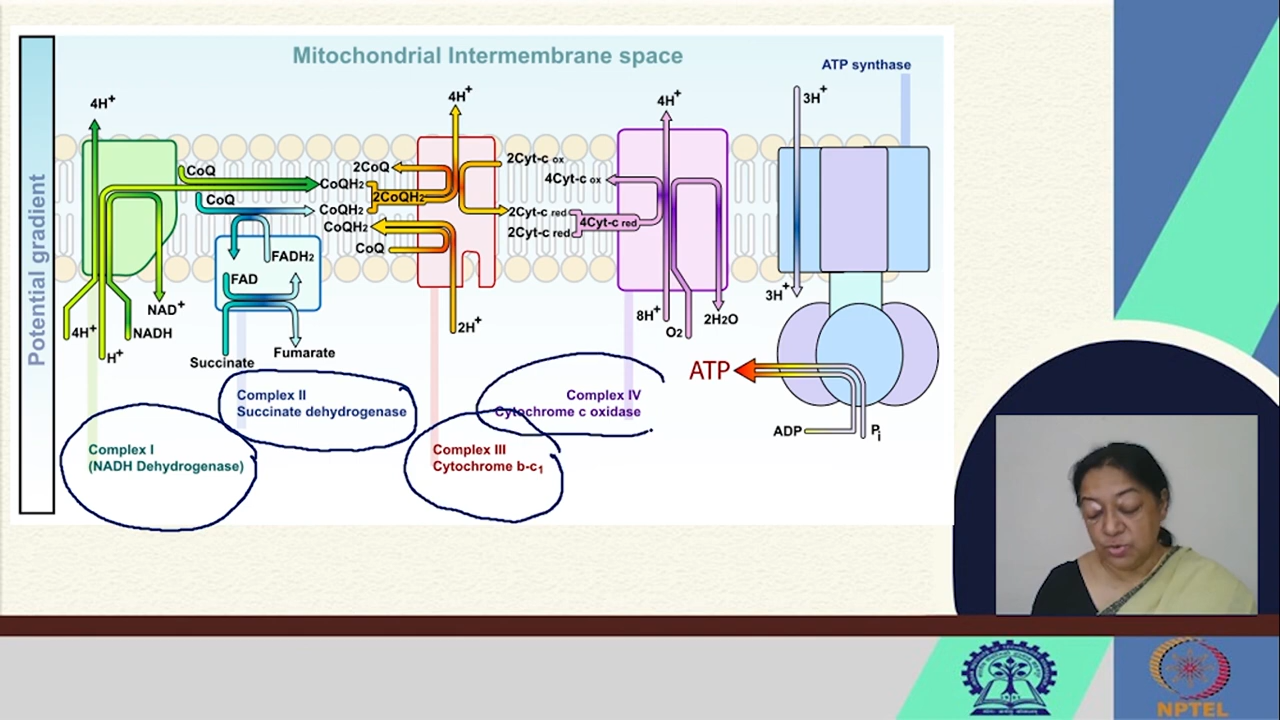 Mitochondrial Intermembrane space
ATP synthase
Potential gradient
4H+
4H+
4H+
3H+
CoQ
CoQ
CoQH2
CoQH2
CoQH2
CoQ
2CoQ
2CoQH2
2Cyt-c ox
2Cyt-c red
2Cyt-c red
4Cyt-c ox
4Cyt-c red
FADH2
FAD
NAD+
NADH
4H+
H+
Succinate
Fumarate
2H+
8H+
O2
2H2O
3H+
ATP
ADP
Pi
Complex I
(NADH Dehydrogenase)
Complex II
Succinate dehydrogenase
Complex III
Cytochrome b-c1
Complex IV
Cytochrome c oxidase
NPTEL